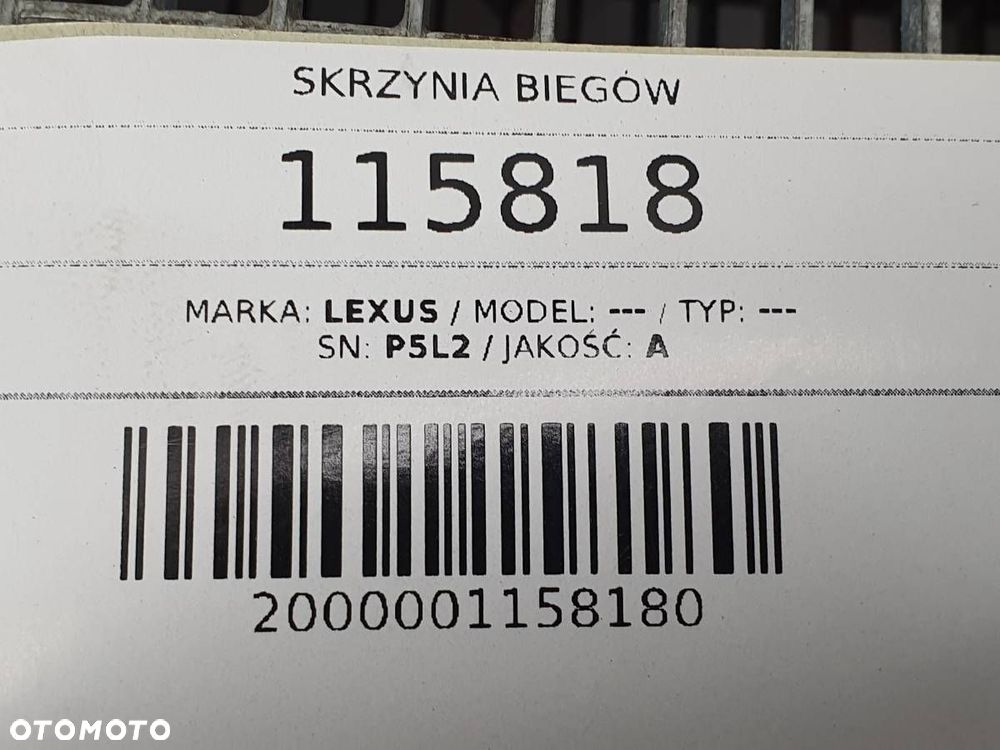 SKRZYNIA BIEGÓW
115818
MARKA: LEXUS / MODEL: --- / TYP: ---
SN: P5L2 / JAKOŚĆ: A
2000001158180
OTOMOTO